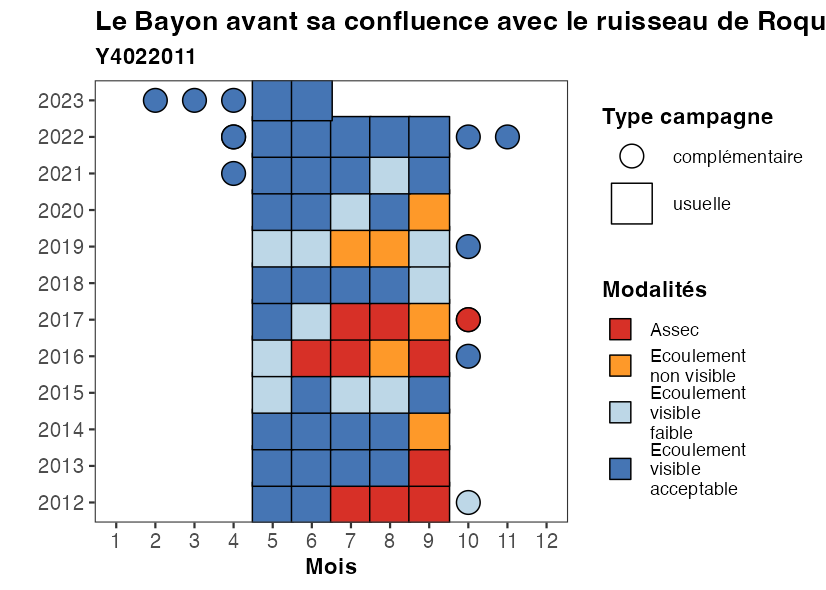 Le Bayon avant sa confluence avec le ruisseau de Roqu
Y4022011
2023
2022
2021
2020
2019
2018
2017
2016
2015
2014
2013
2012
1 2 3 4 5 6 7 8 9 10 11 12
Mois
Type campagne
complémentaire
usuelle
Modalités
Assec
Ecoulement
non visible
Ecoulement
visible
faible
Ecoulement
visible
acceptable